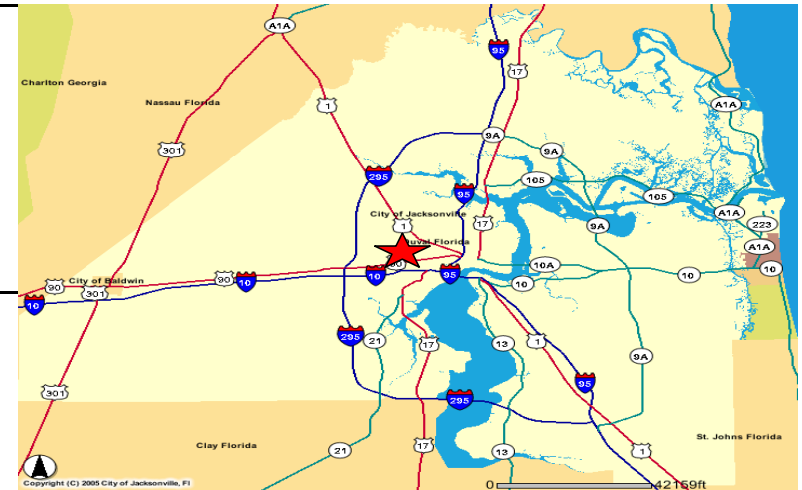 A1A
95
17
Charlton Georgia
Nassau Florida
1
A1A
301
9A
9A
295
105
95
105
City of Jacksonville
1
17
9A
A1A
223
Duval Florida
A1A
90
10A
10
City of Baldwin
90
10
95
10
10
90
301
10
10
295
21
17
13
1
9A
301
95
295
Clay Florida
17
21
13
1
St. Johns Florida
Copyright (C) 2005 City of Jacksonville, Fl
0
42159ft